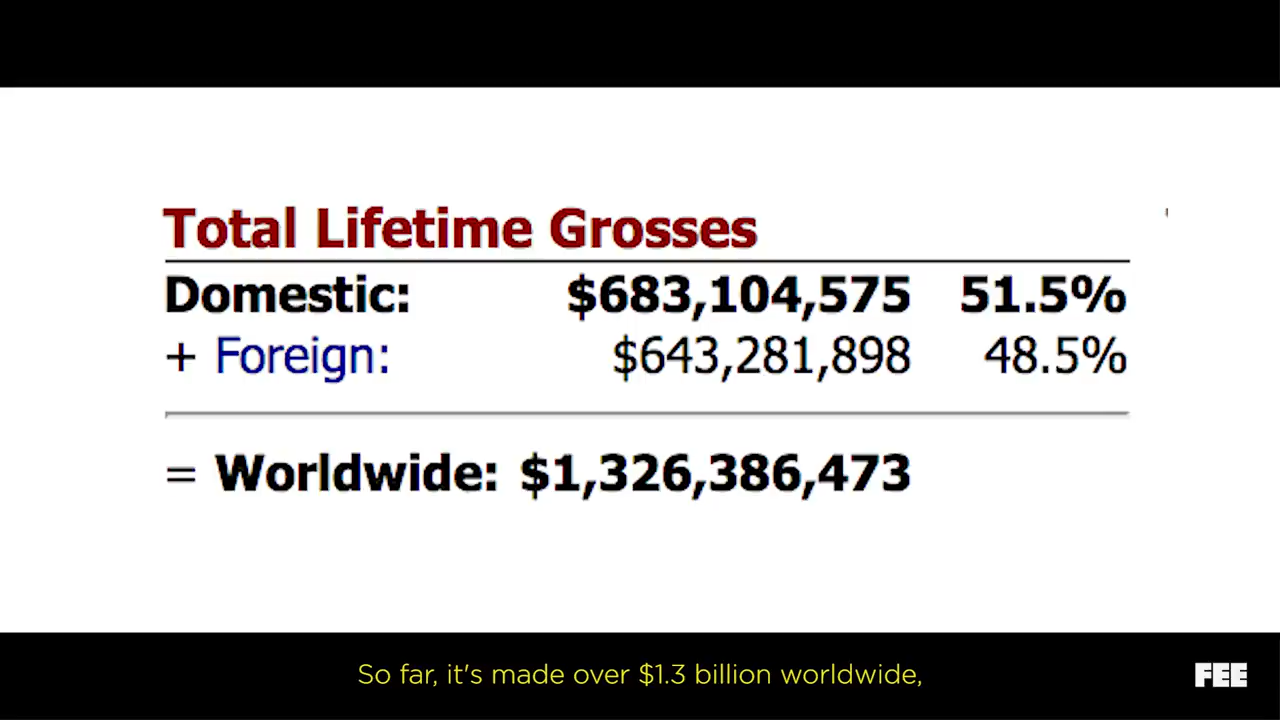 Total Lifetime Grosses
Domestic: $683,104,575 51.5%
+ Foreign: $643,281,898 48.5%
= Worldwide: $1,326,386,473
So far, it's made over $1.3 billion worldwide,
FEE